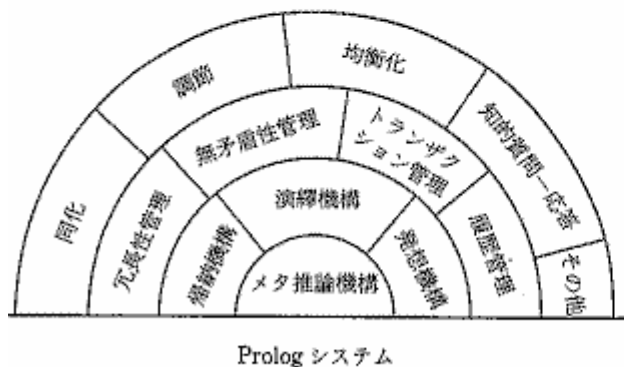 均衡化
調節
知的質問-応答
同化
その他
無矛盾性管理
トランザク
ション管理
冗長性管理
履歴管理
演繹機構
帰納機構
発想機構
メタ推論機構
Prolog システム